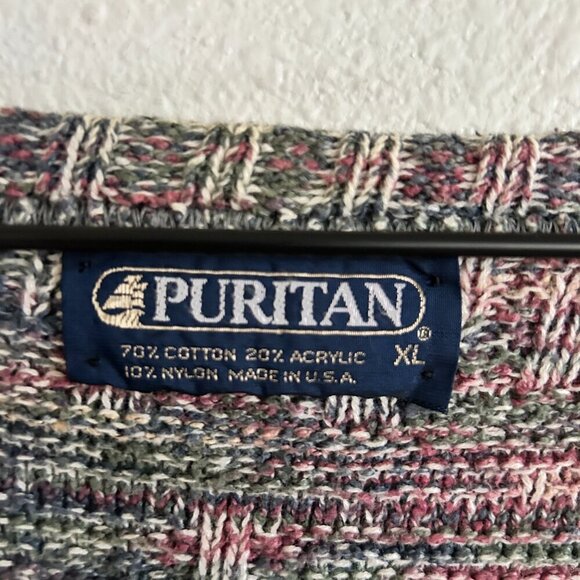 PURITAN
®
70% COTTON 20% ACRYLIC XL
10% NYLON MADE IN U.S.A.